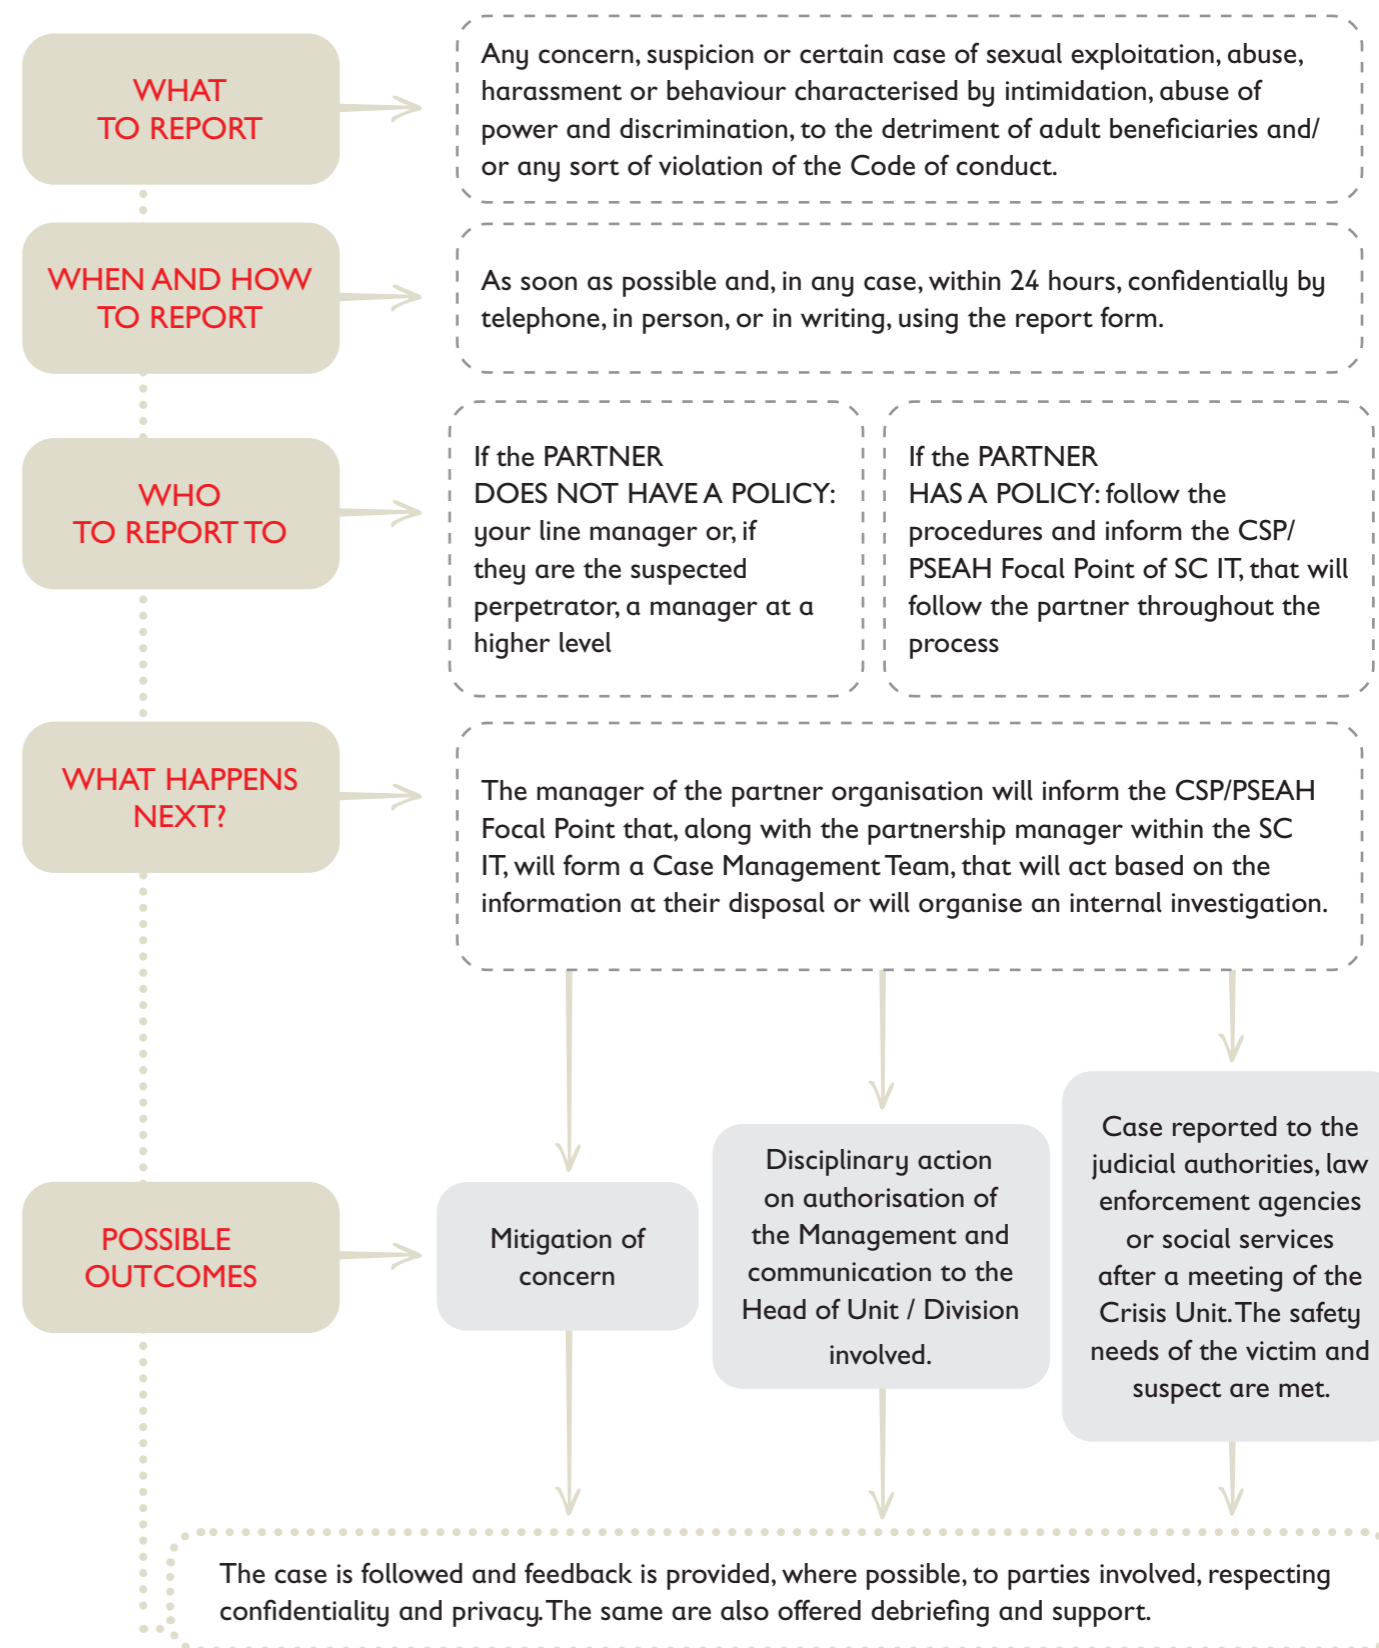 WHAT
TO REPORT
Any concern, suspicion or certain case of sexual exploitation, abuse,
harassment or behaviour characterised by intimidation, abuse of
power and discrimination, to the detriment of adult beneficiaries and/
or any sort of violation of the Code of conduct.
WHEN AND HOW
TO REPORT
As soon as possible and, in any case, within 24 hours, confidentially by
telephone, in person, or in writing, using the report form.
WHO
TO REPORT TO
If the PARTNER
DOES NOT HAVE A POLICY:
your line manager or, if
they are the suspected
perpetrator, a manager at a
higher level
If the PARTNER
HAS A POLICY: follow the
procedures and inform the CSP/
PSEAH Focal Point of SC IT, that will
follow the partner throughout the
process
WHAT HAPPENS
NEXT?
The manager of the partner organisation will inform the CSP/PSEAH
Focal Point that, along with the partnership manager within the SC
IT, will form a Case Management Team, that will act based on the
information at their disposal or will organise an internal investigation.
POSSIBLE
OUTCOMES
Mitigation of
concern
Disciplinary action
on authorisation of
the Management and
communication to the
Head of Unit / Division
involved.
Case reported to the
judicial authorities, law
enforcement agencies
or social services
after a meeting of the
Crisis Unit. The safety
needs of the victim and
suspect are met.
The case is followed and feedback is provided, where possible, to parties involved, respecting
confidentiality and privacy. The same are also offered debriefing and support.